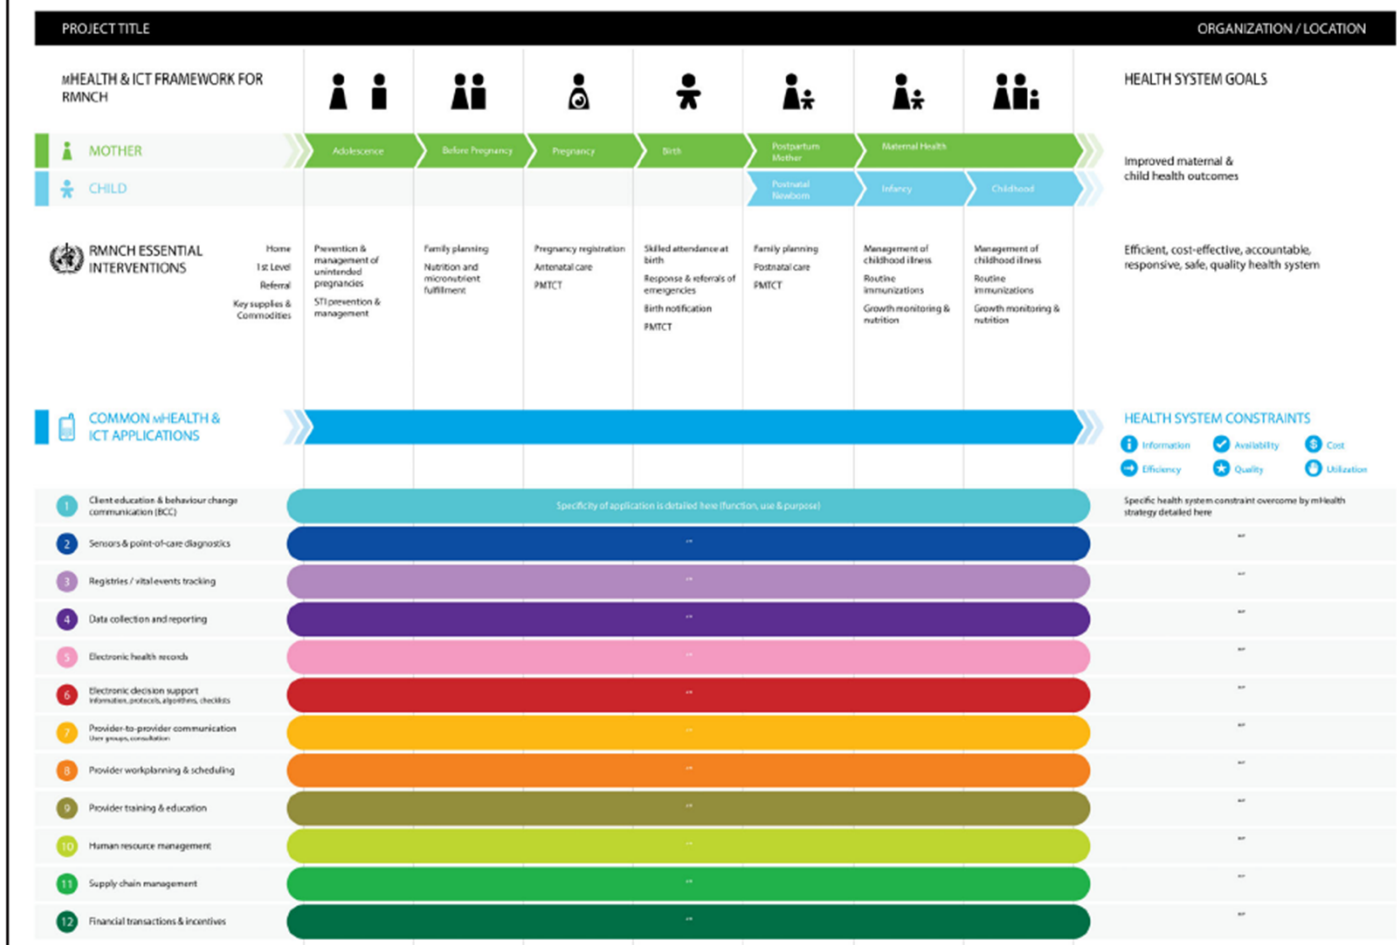 PROJECT TITLE
ORGANIZATION / LOCATION
mHEALTH & ICT FRAMEWORK FOR
RMNCH
HEALTH SYSTEM GOALS
MOTHER
Adolescence
Before Pregnancy
Pregnancy
Birth
Postpartum
Mother
Maternal Health
Improved maternal &
child health outcomes
CHILD
Postnatal
Newborn
Infancy
Childhood
RMNCH ESSENTIAL
INTERVENTIONS
Home
1st Level
Referral
Key supplies &
Commodities
Prevention &
management of
unintended
pregnancies
STI prevention &
management
Family planning
Nutrition and
micronutrient
fulfillment
Pregnancy registration
Antenatal care
PMTCT
Skilled attendance at
birth
Response & referrals of
emergencies
Birth notification
PMTCT
Family planning
Postnatal care
PMTCT
Management of
childhood illness
Routine
immunizations
Growth monitoring &
nutrition
Management of
childhood illness
Routine
immunizations
Growth monitoring &
nutrition
Efficient, cost-effective, accountable,
responsive, safe, quality health system
COMMON mHEALTH &
ICT APPLICATIONS
HEALTH SYSTEM CONSTRAINTS
Information
Availability
$ Cost
Efficiency
Quality
Utilization
1 Client education & behaviour change
communication (BCC)
Specificity of application is detailed here (function, use & purpose)
Specific health system constraint overcome by mHealth
strategy detailed here
2 Sensors & point-of-care diagnostics
3 Registries / vital events tracking
4 Data collection and reporting
5 Electronic health records
6 Electronic decision support
Information, protocols, algorithms, checklists
7 Provider-to-provider communication
User groups, consultation
8 Provider workplanning & scheduling
9 Provider training & education
10 Human resource management
11 Supply chain management
12 Financial transactions & incentives